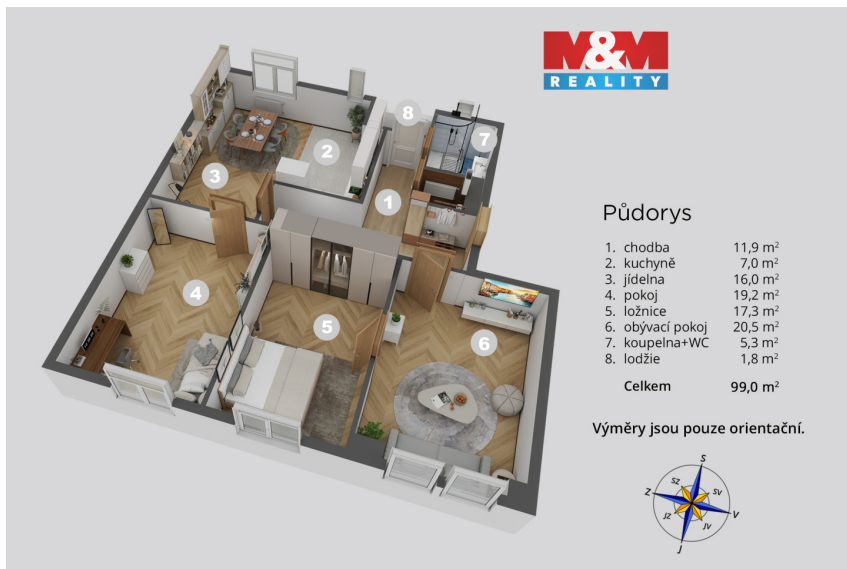 M&M
REALITY
8
7
2
3
1
4
5
6
Půdorys
1. chodba 11,9 m²
2. kuchyně 7,0 m²
3. jídelna 16,0 m²
4. pokoj 19,2 m²
5. ložnice 17,3 m²
6. obývací pokoj 20,5 m²
7. koupelna+WC 5,3 m²
8. lodžie 1,8 m²
Celkem 99,0 m²
Výměry jsou pouze orientační.
S
SZ SV
Z V
JZ JV
J